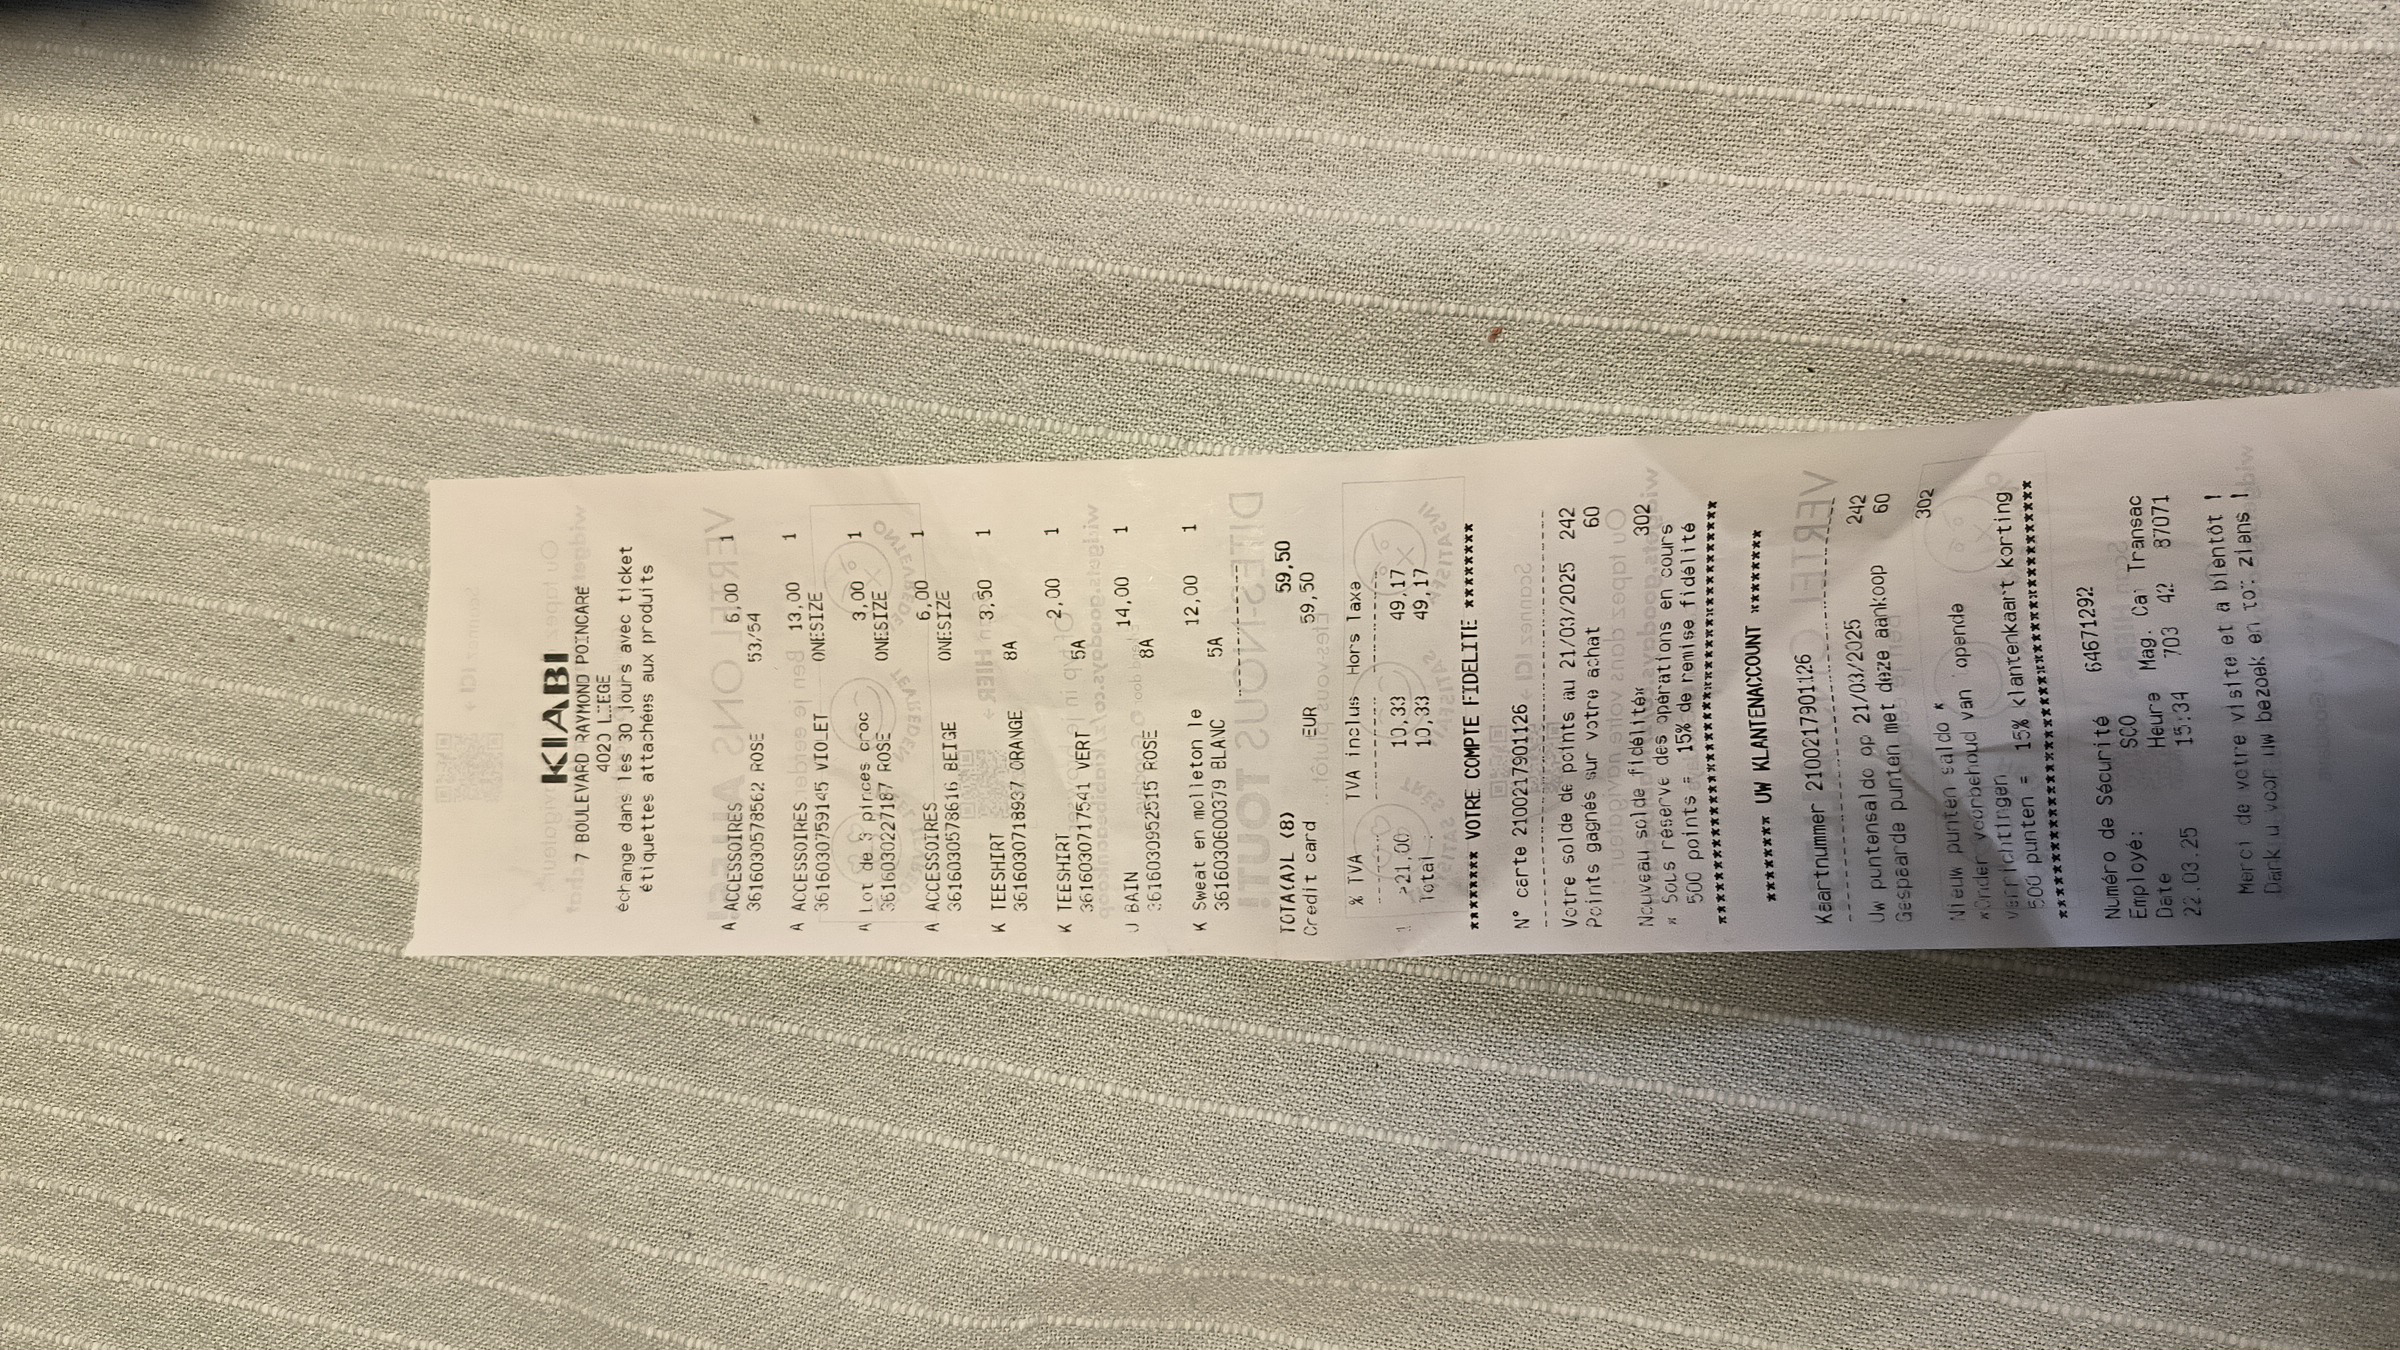 KIABI
7 BOULEVARD RAYMOND POINCARE
4020 LIEGE
échange dans les 30 jours avec ticket
étiquettes attachées aux produits
A ACCESSOIRES 6,00 1
3616030578562 ROSE 53/54
A ACCESSOIRES 13,00 1
3616030759145 VIOLET ONESIZE
A Lot de 3 pinces croc 3,00 1
3616030227187 ROSE ONESIZE
A ACCESSOIRES 6,00 1
3616030578616 BEIGE ONESIZE
K TEESHIRT 3,50 1
3616030718937 ORANGE 8A
K TEESHIRT 2,00 1
3616030717541 VERT 5A
J BAIN 14,00 1
3616030952515 ROSE 8A
K Sweat en molleton le 12,00 1
3616030600379 BLANC 5A
TOTA(A)L (8) 59,50
Credit card EUR 59,50
% TVA TVA inclus Hors taxe
1 >21,00 10,33 49,17
Total : 10,33 49,17
******** VOTRE COMPTE FIDELITE ********
N° carte 2100217901126
Votre solde de points au 21/03/2025 242
Points gagnés sur votre achat 60
Nouveau solde fidélité* 302
* Sous réserve des opérations en cours
500 points = 15% de remise fidélité
******** UW KLANTENACCOUNT *******
Kaartnummer 2100217901126
Uw puntensaldo op 21/03/2025 242
Gespaarde punten met deze aankoop 60
Nieuw punten saldo * 302
*Onder voorbehoud van lopende
verrichtingen
500 punten = 15% klantenkaart korting
Numéro de Sécurité 64671292
Employé: SCO Mag. Cai Transac
Date Heure 703 42 87071
22.03.25 15:34
Merci de votre visite et à bientôt !
Dank u voor uw bezoek en tot ziens !